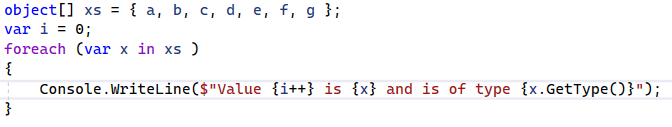 object[] xs = { a, b, c, d, e, f, g };
var i = 0;
foreach (var x in xs )
{
    Console.WriteLine($"Value {i++} is {x} and is of type {x.GetType()}");
}